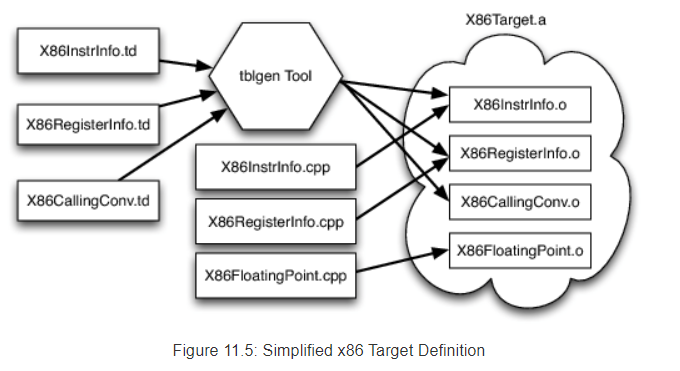 X86Target.a
X86InstrInfo.td
tblgen Tool
X86RegisterInfo.td
X86CallingConv.td
X86InstrInfo.cpp
X86RegisterInfo.cpp
X86FloatingPoint.cpp
X86InstrInfo.o
X86RegisterInfo.o
X86CallingConv.o
X86FloatingPoint.o
Figure 11.5: Simplified x86 Target Definition